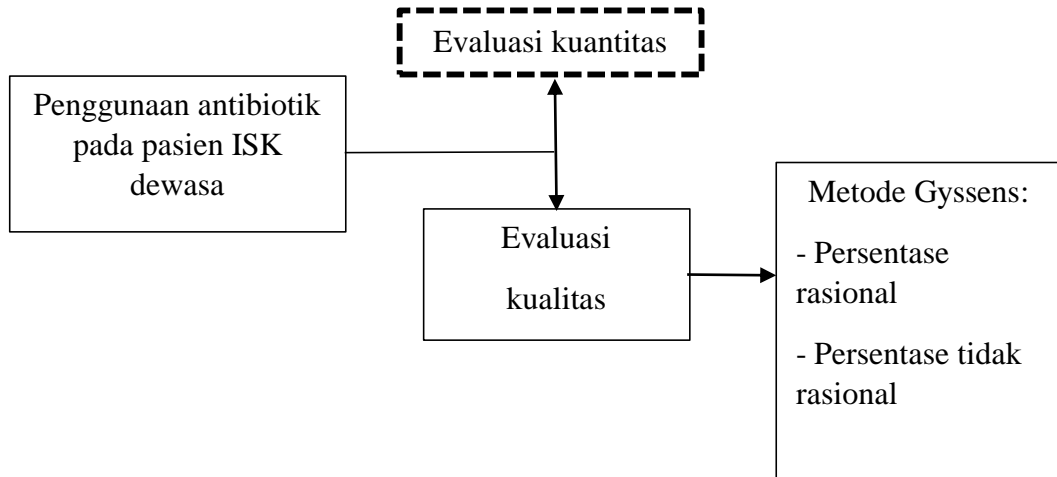 Evaluasi kuantitas
Penggunaan antibiotik
pada pasien ISK
dewasa
Evaluasi
kualitas
Metode Gyssens:
- Persentase
rasional
- Persentase tidak
rasional